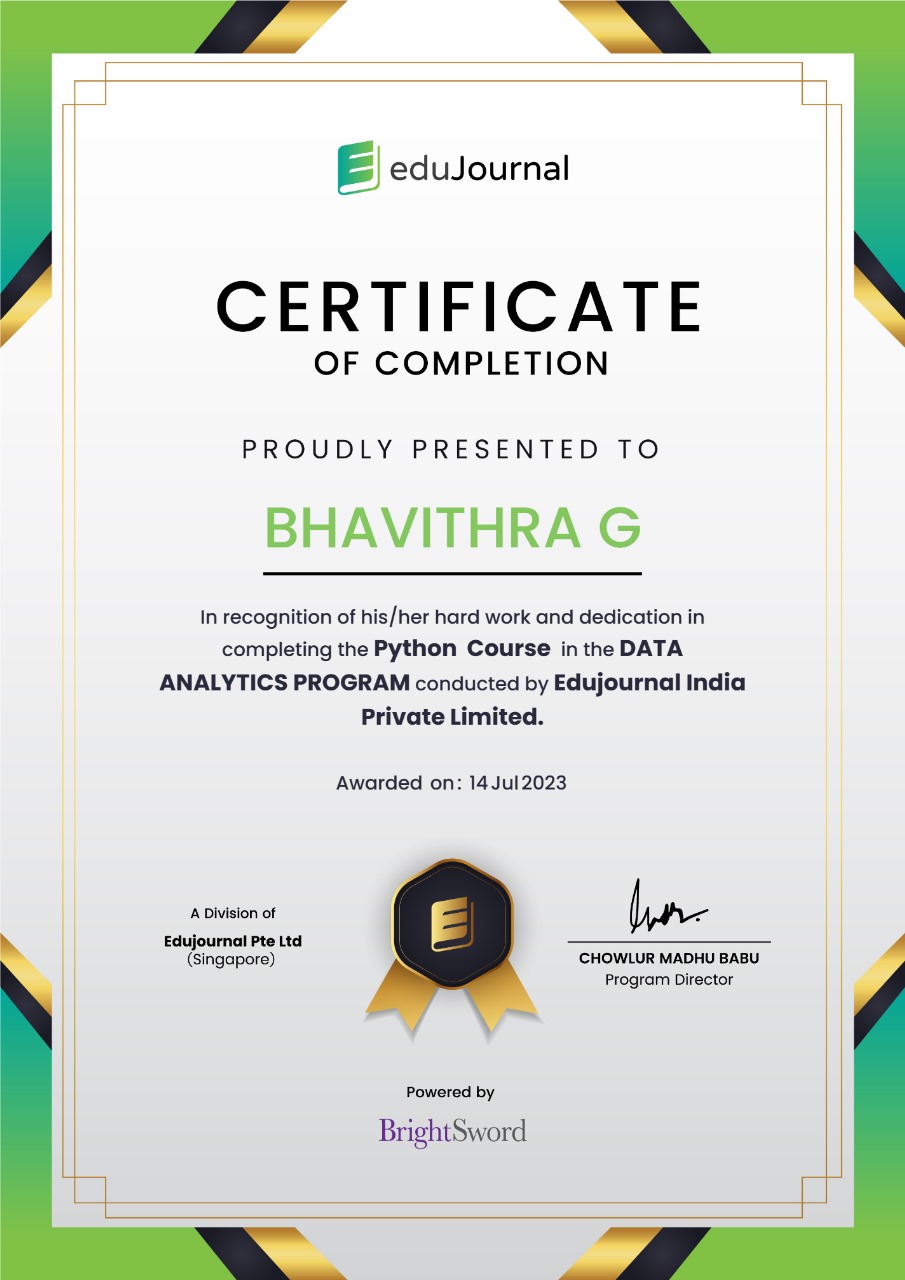 eduJournal
CERTIFICATE
OF COMPLETION
PROUDLY PRESENTED TO
BHAVITHRA G
In recognition of his/her hard work and dedication in
completing the Python Course in the DATA
ANALYTICS PROGRAM conducted by Edujournal India
Private Limited.
Awarded on: 14 Jul 2023
A Division of
Edujournal Pte Ltd
(Singapore)
CHOWLUR MADHU BABU
Program Director
Powered by
BrightSword